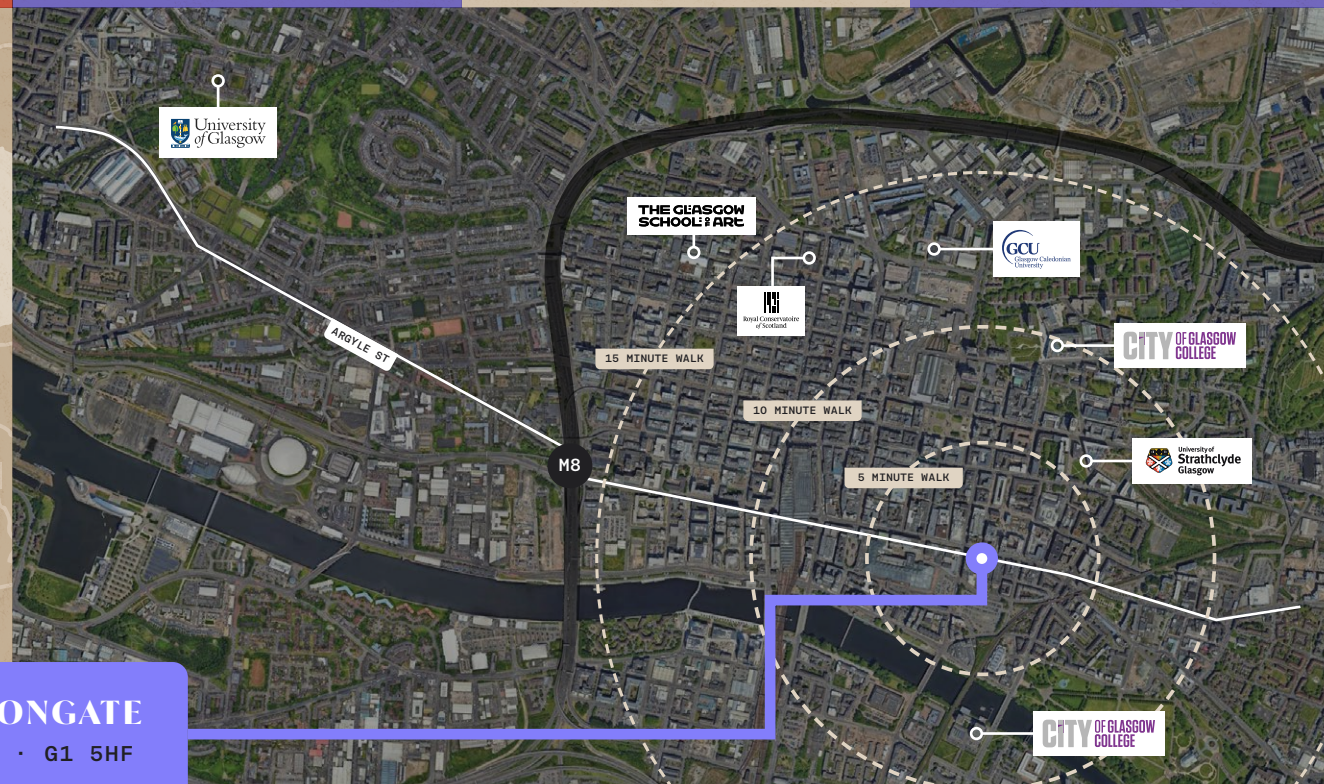 University
of Glasgow
THE GLASGOW
SCHOOL OF ART
GCU
Glasgow Caledonian
University
Royal Conservatoire
of Scotland
CITY OF GLASGOW
COLLEGE
ARGYLE ST
15 MINUTE WALK
10 MINUTE WALK
University of
Strathclyde
Glasgow
M8
5 MINUTE WALK
ONGATE
· G1 5HF
CITY OF GLASGOW
COLLEGE